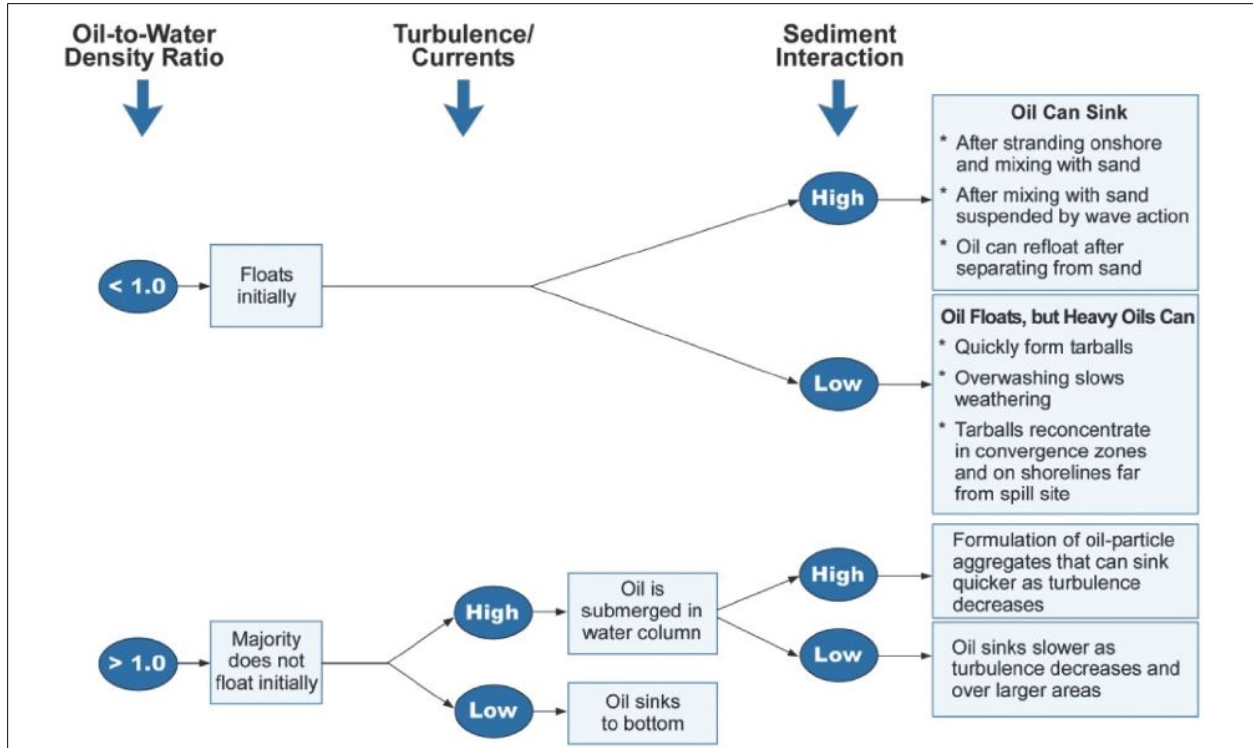 Oil-to-Water
Density Ratio
Turbulence/
Currents
Sediment
Interaction
< 1.0
Floats
initially
High
Oil Can Sink
* After stranding onshore
and mixing with sand
* After mixing with sand
suspended by wave action
* Oil can refloat after
separating from sand
Low
Oil Floats, but Heavy Oils Can
* Quickly form tarballs
* Overwashing slows
weathering
* Tarballs reconcentrate
in convergence zones
and on shorelines far
from spill site
> 1.0
Majority
does not
float initially
High
Oil is
submerged in
water column
High
Formulation of oil-particle
aggregates that can sink
quicker as turbulence
decreases
Low
Oil sinks slower as
turbulence decreases and
over larger areas
Low
Oil sinks
to bottom